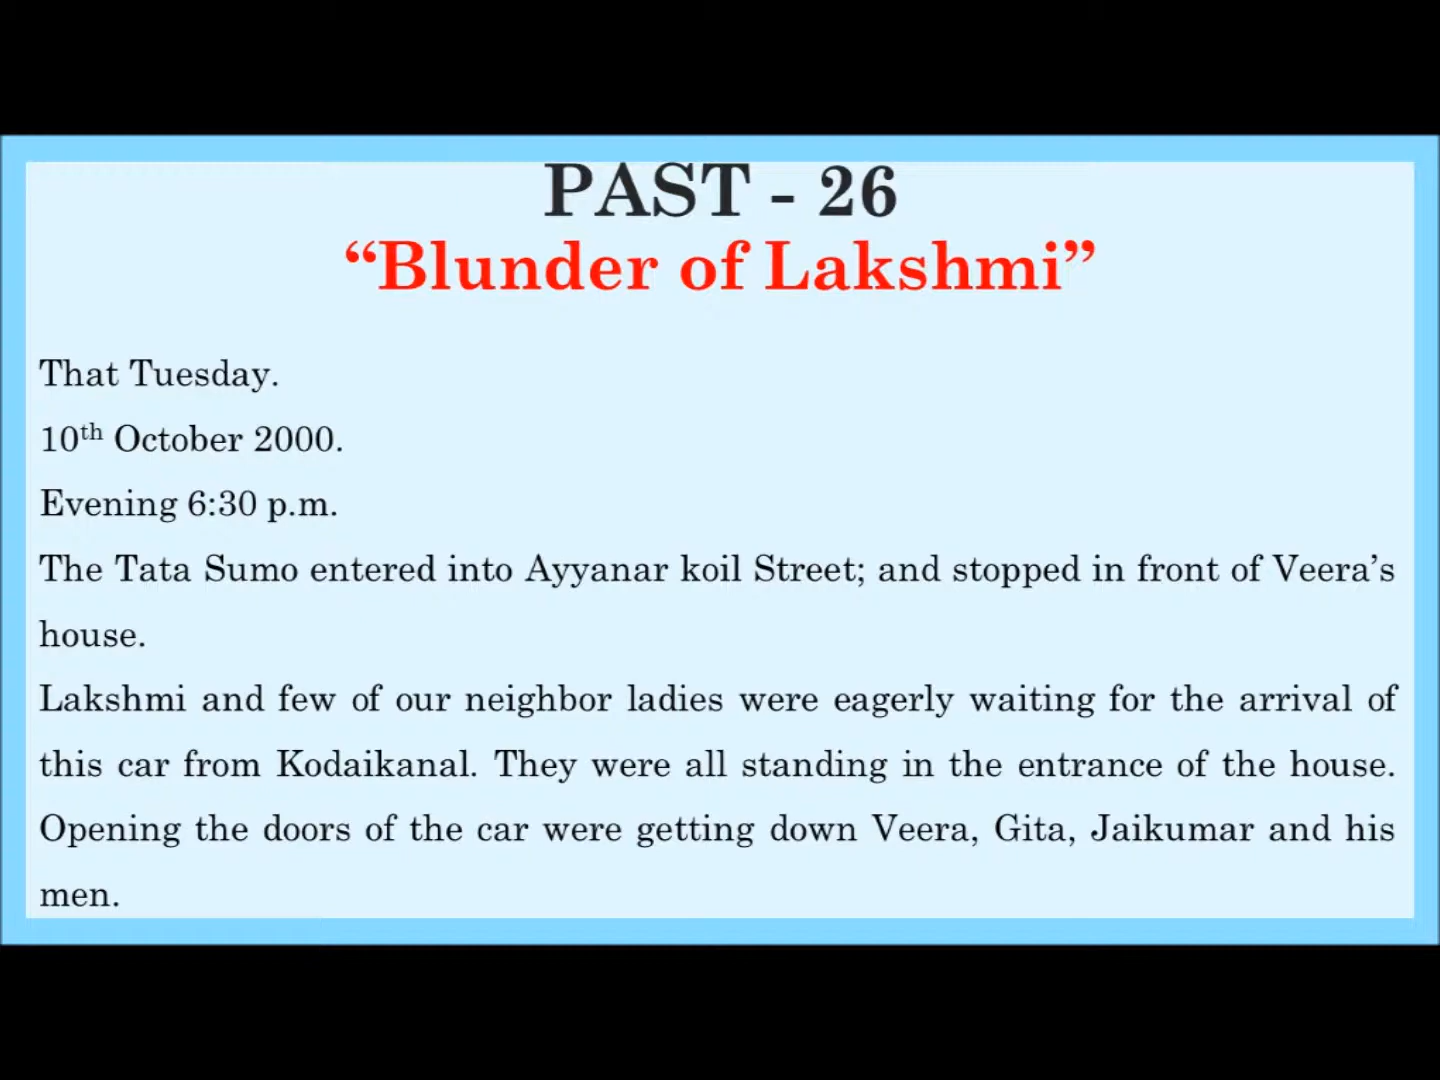 PAST - 26
“Blunder of Lakshmi”
That Tuesday.
10th October 2000.
Evening 6:30 p.m.
The Tata Sumo entered into Ayyanar koil Street; and stopped in front of Veera’s
house.
Lakshmi and few of our neighbor ladies were eagerly waiting for the arrival of
this car from Kodaikanal. They were all standing in the entrance of the house.
Opening the doors of the car were getting down Veera, Gita, Jaikumar and his
men.